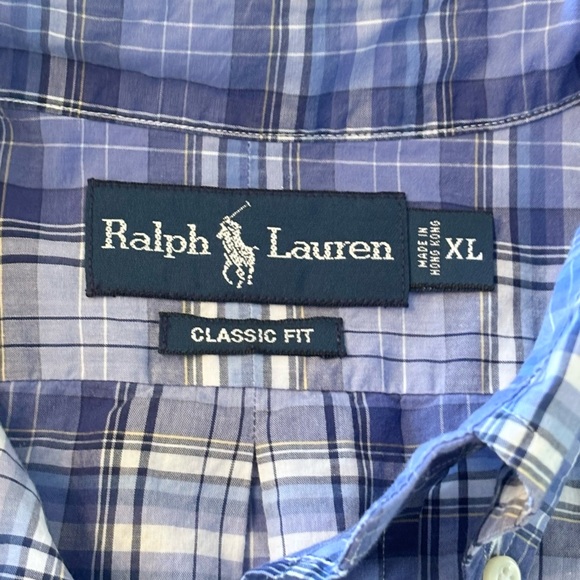 Ralph Lauren
MADE IN
HONG KONG
XL
CLASSIC FIT